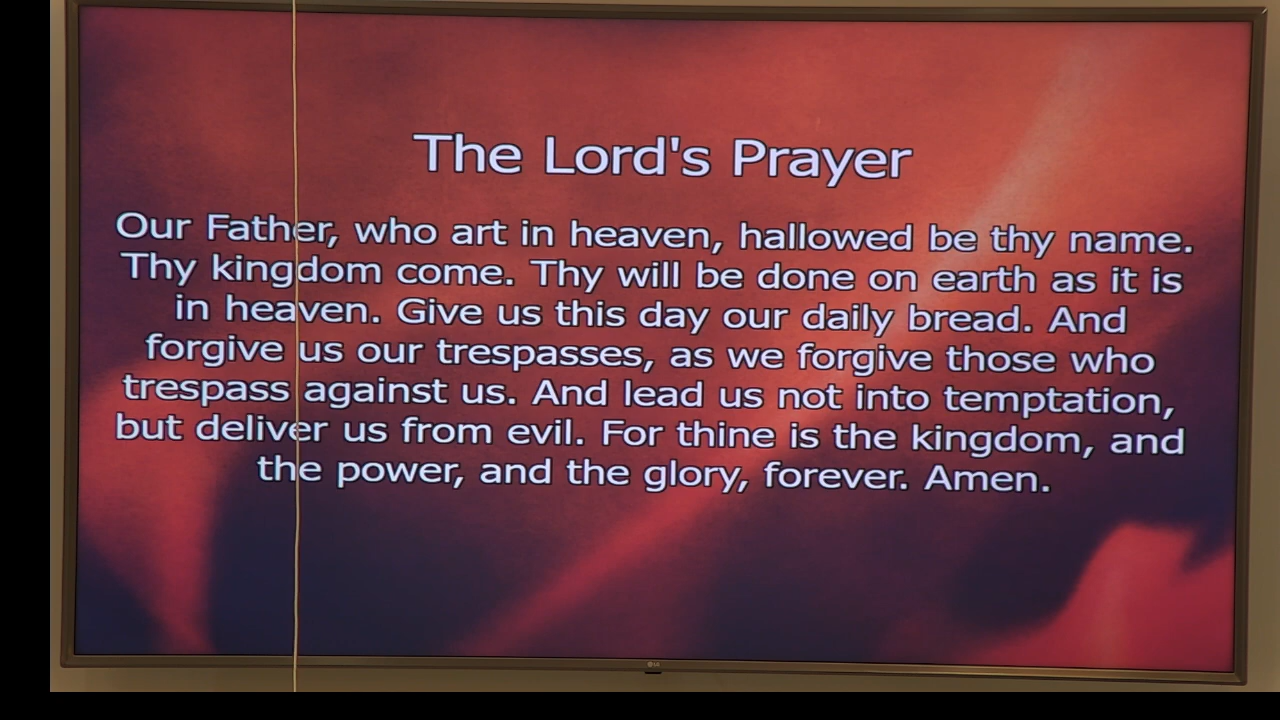 The Lord's Prayer
Our Father, who art in heaven, hallowed be thy name.
Thy kingdom come. Thy will be done on earth as it is
in heaven. Give us this day our daily bread. And
forgive us our trespasses, as we forgive those who
trespass against us. And lead us not into temptation,
but deliver us from evil. For thine is the kingdom, and
the power, and the glory, forever. Amen.
LG